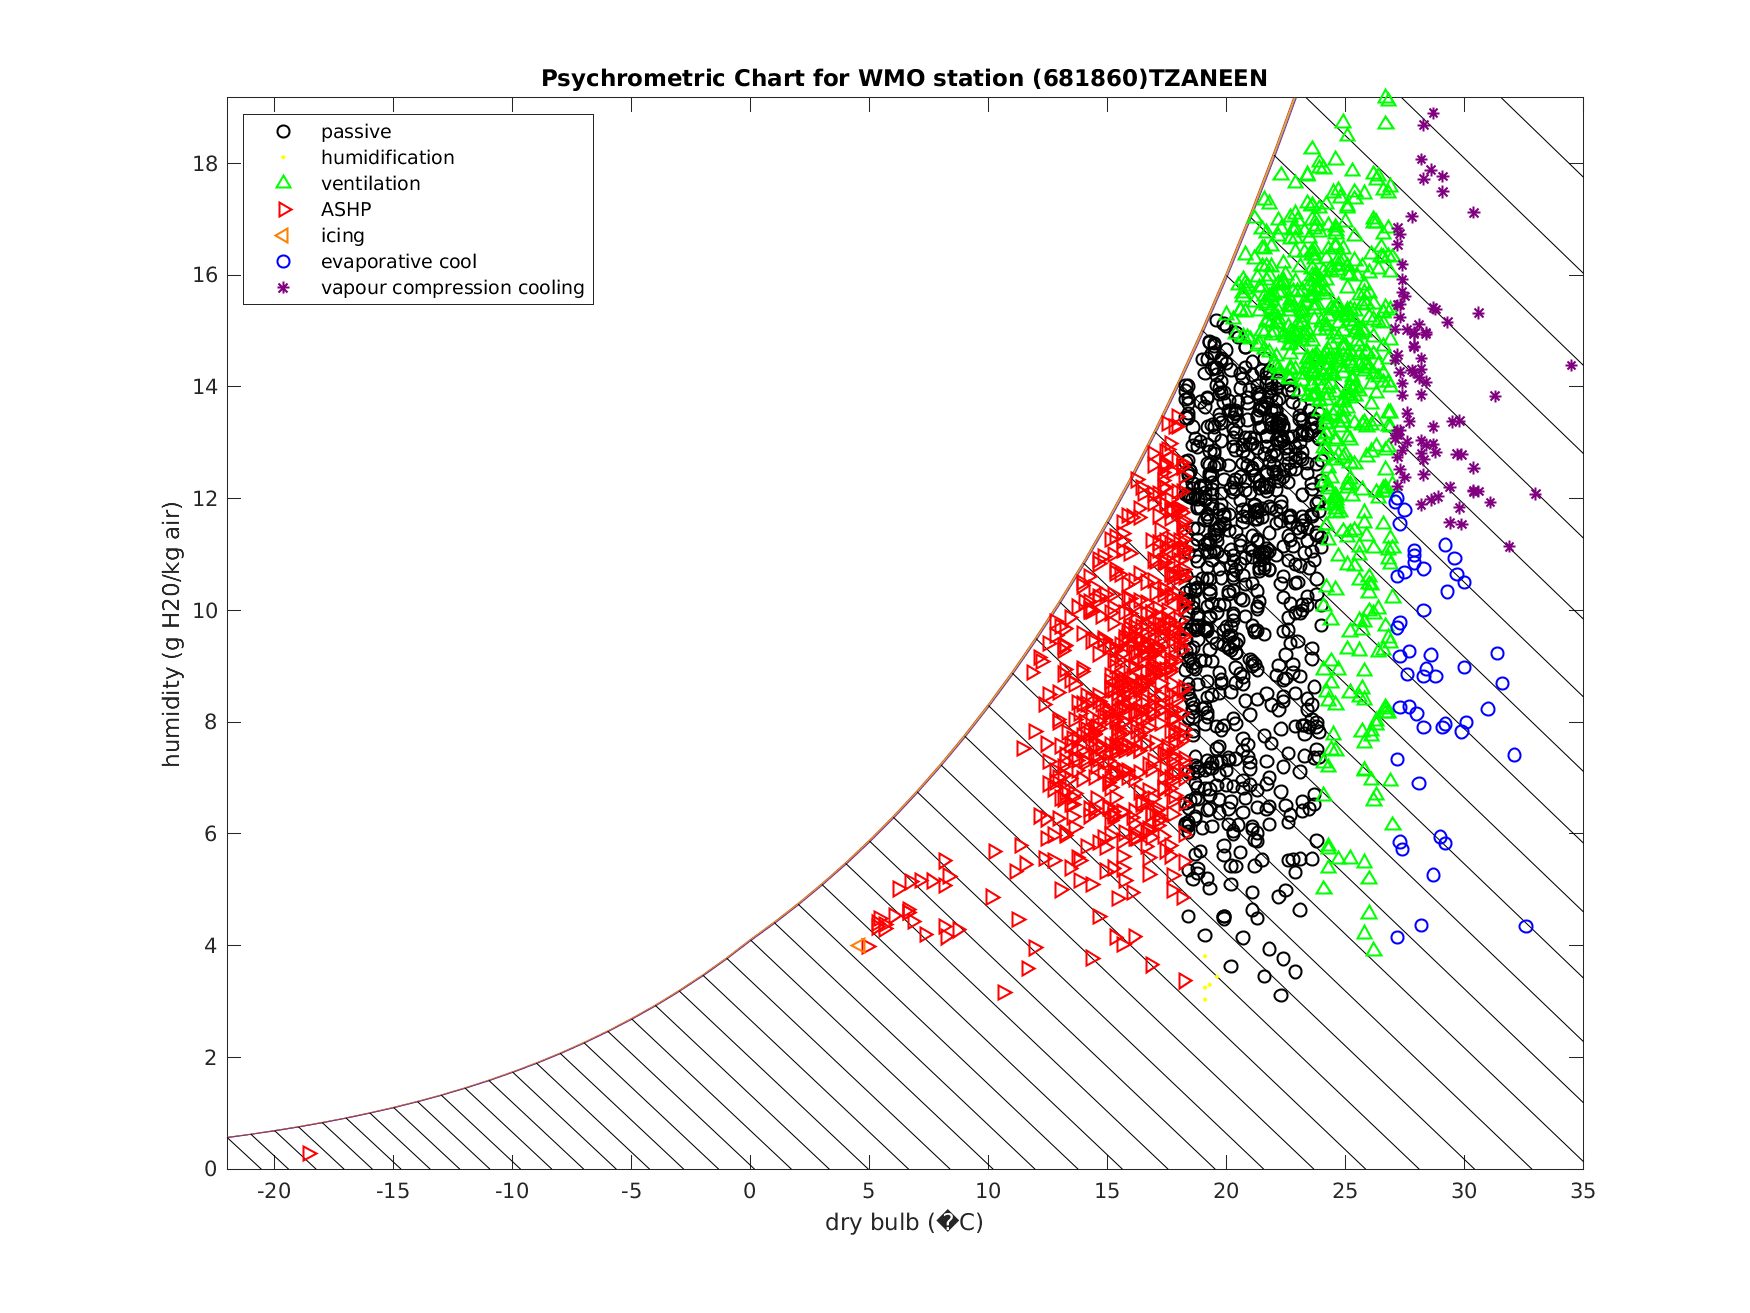 Psychrometric Chart for WMO station (681860)TZANEEN
passive
humidification
ventilation
ASHP
icing
evaporative cool
vapour compression cooling
humidity (g H20/kg air)
18
16
14
12
10
8
6
4
2
0
-20 -15 -10 -5 0 5 10 15 20 25 30 35
dry bulb (�C)